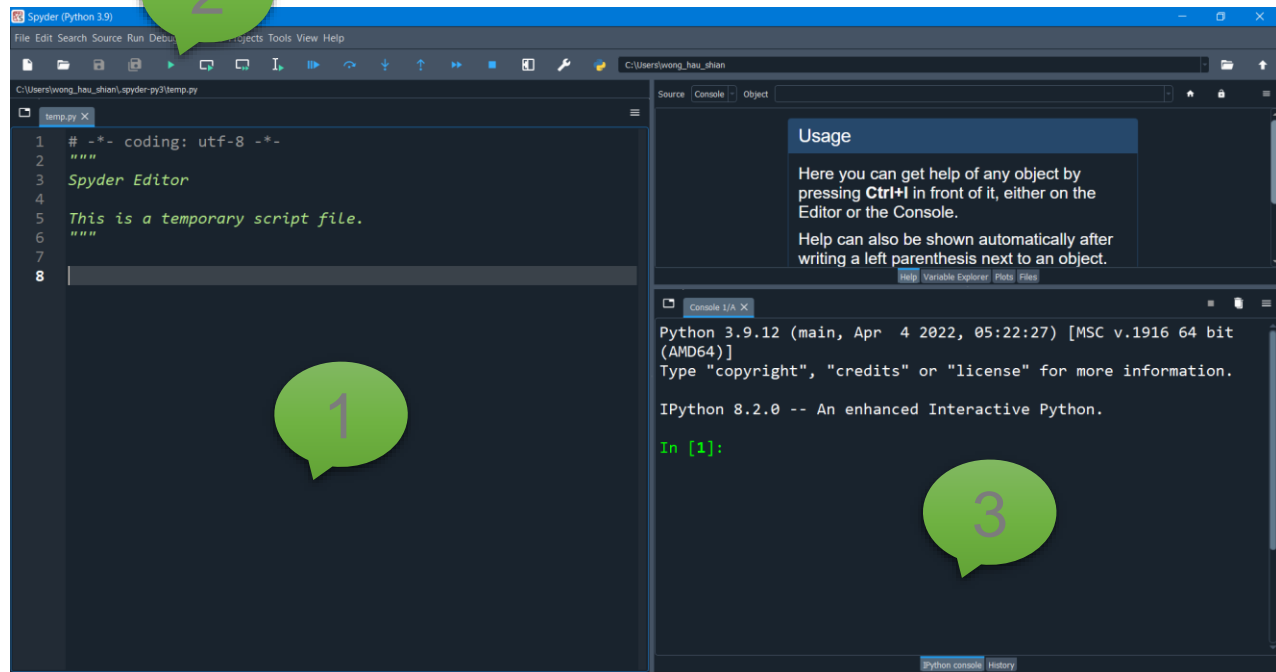 2
Spyder (Python 3.9)
File Edit Search Source Run Debug Projects Tools View Help
C:\Users\wong_hau_shian
C:\Users\wong_hau_shian\.spyder-py3\temp.py
temp.py X
1 # -*- coding: utf-8 -*-
2 """
3 Spyder Editor
4
5 This is a temporary script file.
6 """
7
8
1
Source Console Object
Usage
Here you can get help of any object by
pressing Ctrl+I in front of it, either on the
Editor or the Console.
Help can also be shown automatically after
writing a left parenthesis next to an object.
Help Variable Explorer Plots Files
Console 1/A X
Python 3.9.12 (main, Apr  4 2022, 05:22:27) [MSC v.1916 64 bit
(AMD64)]
Type "copyright", "credits" or "license" for more information.
IPython 8.2.0 -- An enhanced Interactive Python.
In [1]:
3
IPython console History